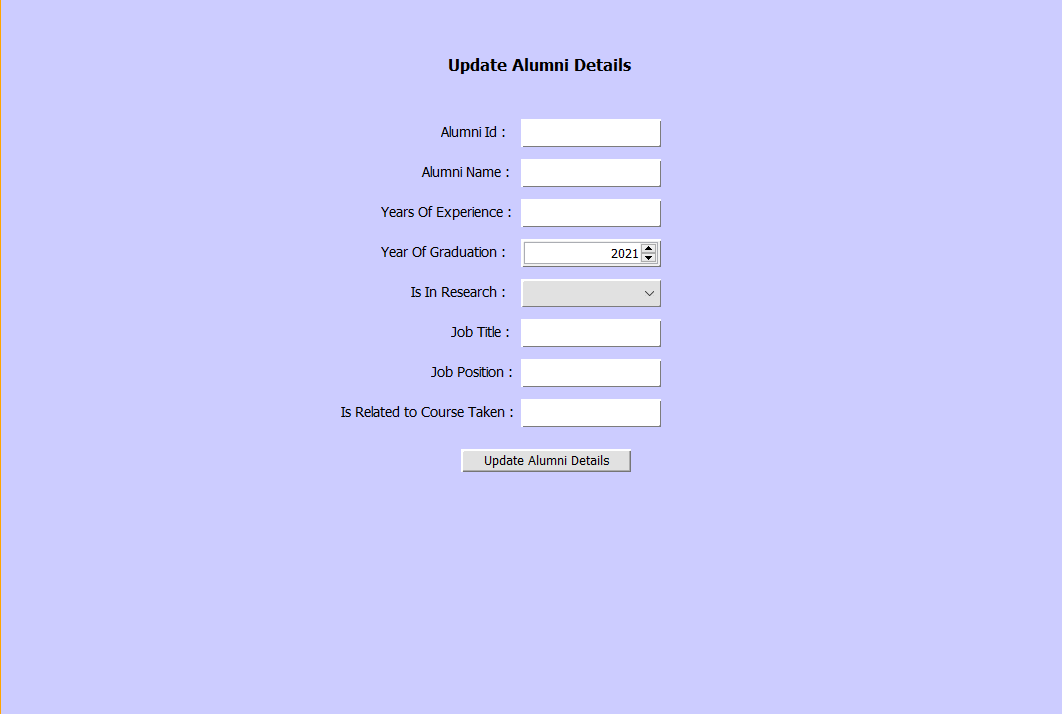 Update Alumni Details
Alumni Id :
Alumni Name :
Years Of Experience :
Year Of Graduation : 2021
Is In Research :
Job Title :
Job Position :
Is Related to Course Taken :
Update Alumni Details